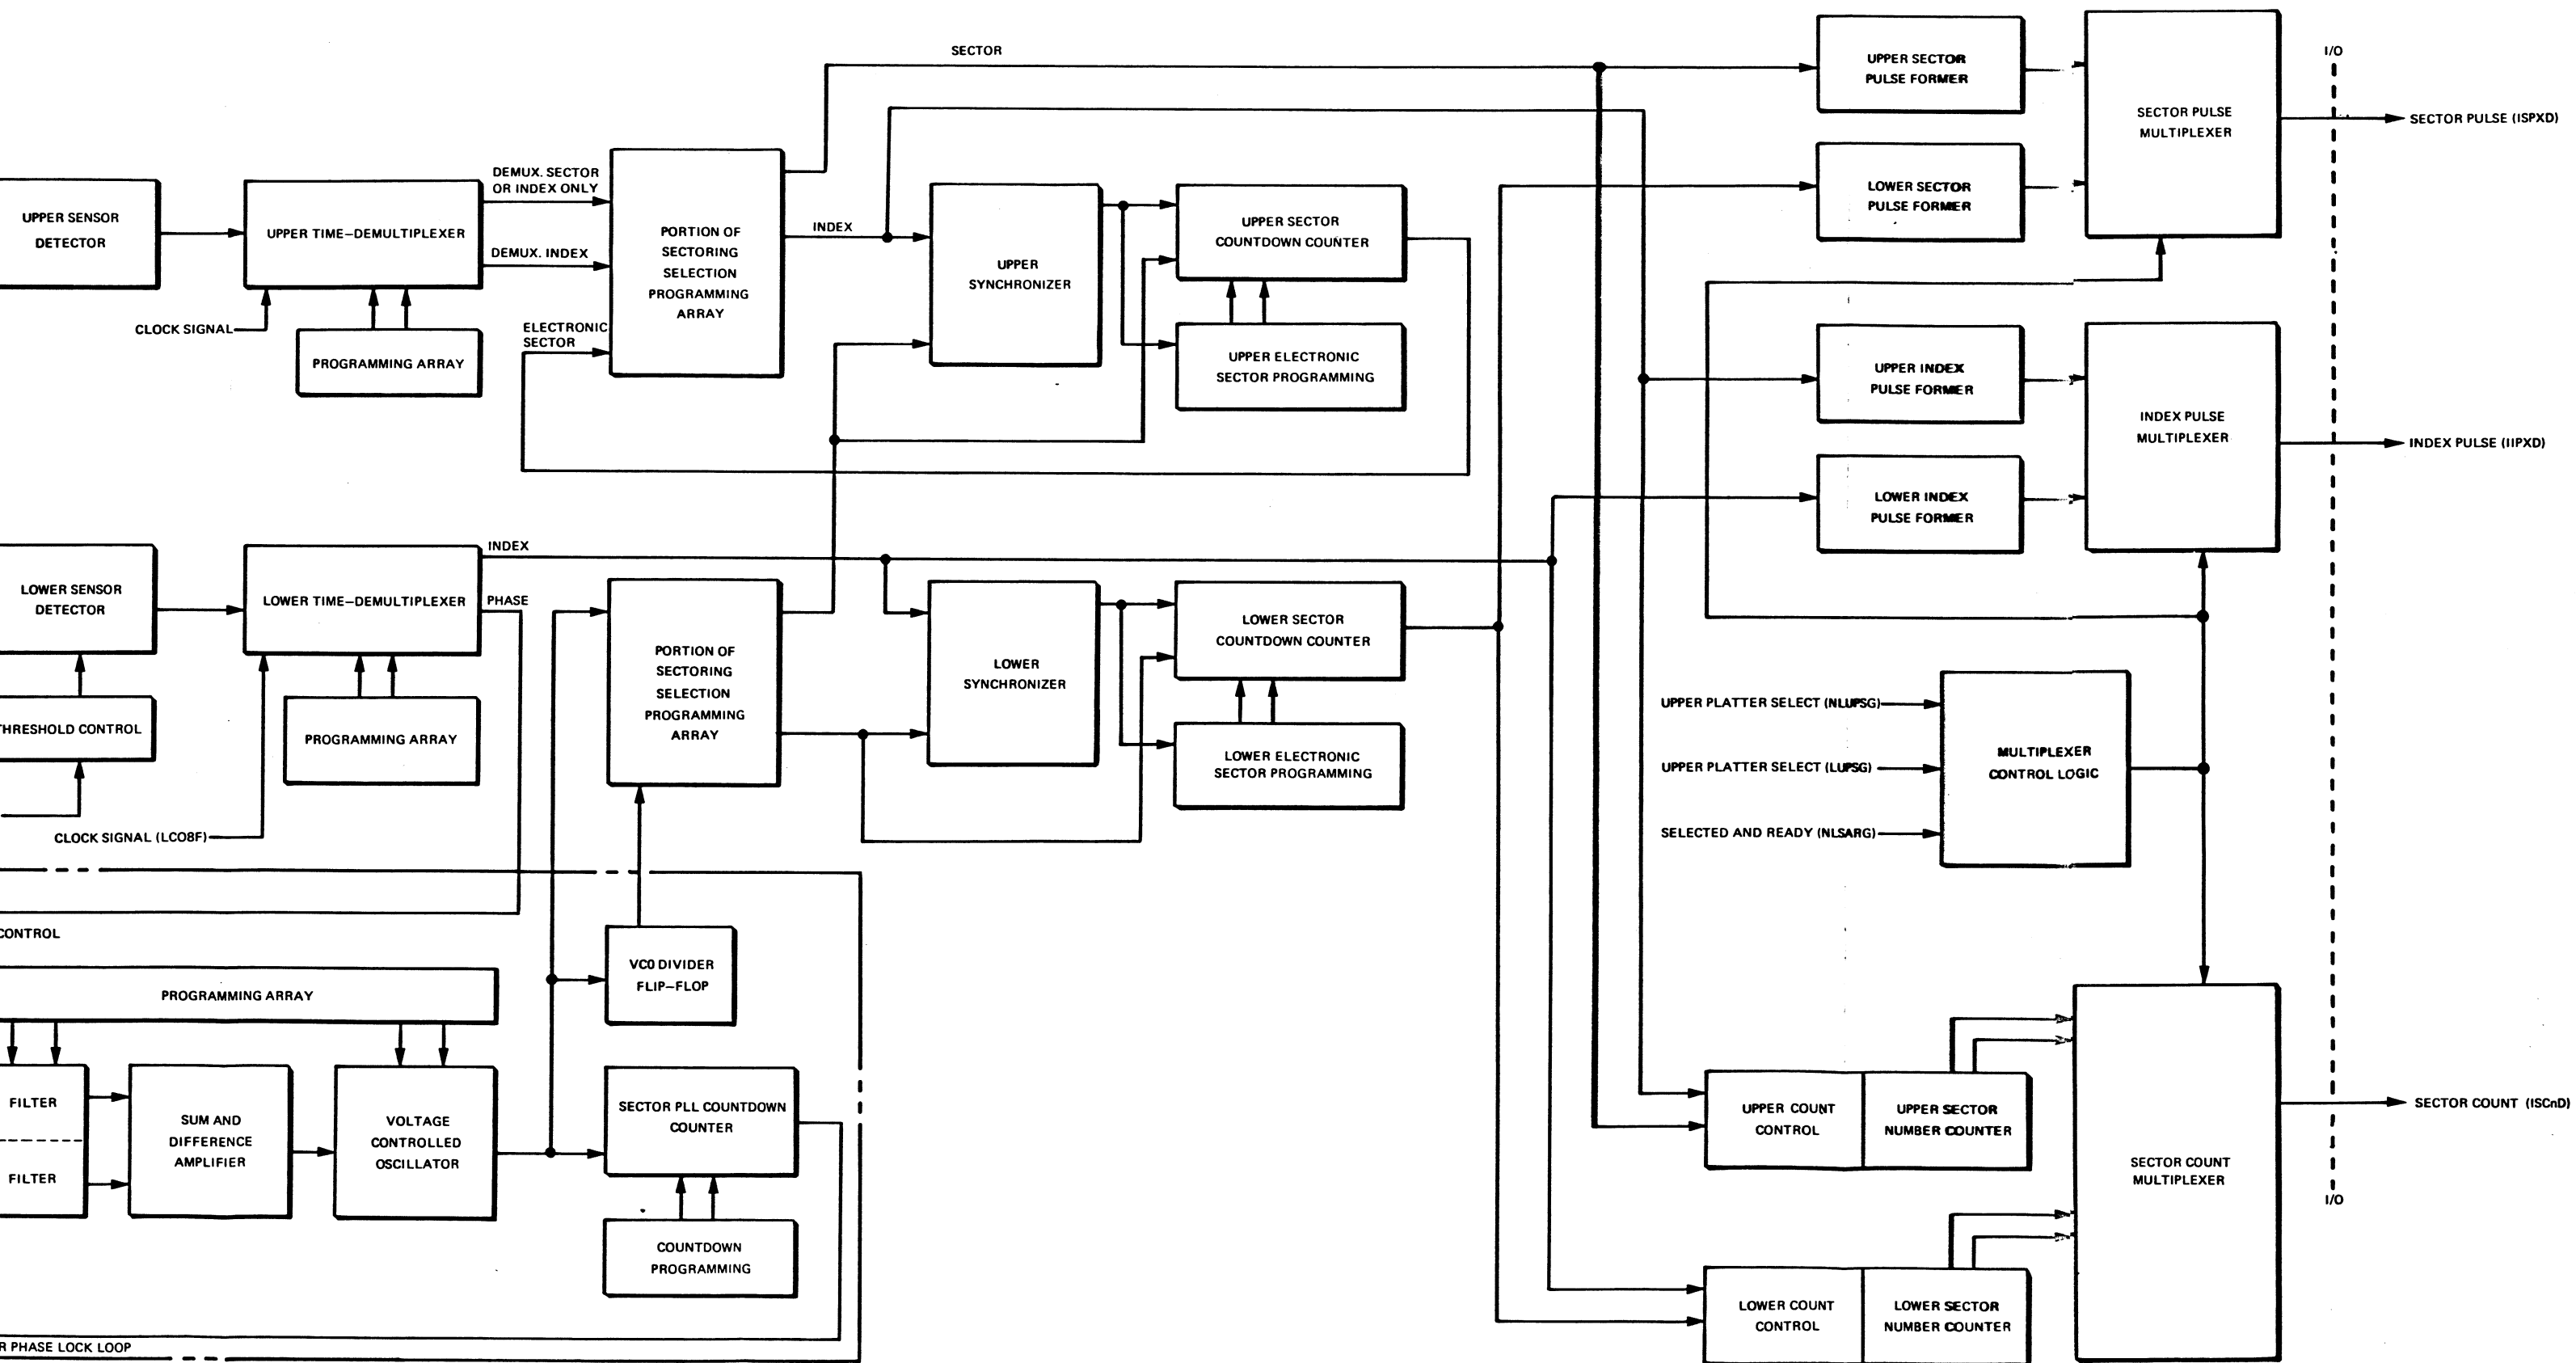 SECTOR
I/O
UPPER SECTOR
PULSE FORMER
SECTOR PULSE
MULTIPLEXER
SECTOR PULSE (ISPXD)
LOWER SECTOR
PULSE FORMER
UPPER SENSOR
DETECTOR
UPPER TIME-DEMULTIPLEXER
DEMUX. SECTOR
OR INDEX ONLY
DEMUX. INDEX
CLOCK SIGNAL
PROGRAMMING ARRAY
ELECTRONIC
SECTOR
PORTION OF
SECTORING
SELECTION
PROGRAMMING
ARRAY
INDEX
UPPER
SYNCHRONIZER
UPPER SECTOR
COUNTDOWN COUNTER
UPPER ELECTRONIC
SECTOR PROGRAMMING
UPPER INDEX
PULSE FORMER
INDEX PULSE
MULTIPLEXER
INDEX PULSE (IIPXD)
LOWER INDEX
PULSE FORMER
LOWER SENSOR
DETECTOR
LOWER TIME-DEMULTIPLEXER
INDEX
PHASE
THRESHOLD CONTROL
PROGRAMMING ARRAY
CLOCK SIGNAL (LCO8F)
PORTION OF
SECTORING
SELECTION
PROGRAMMING
ARRAY
LOWER
SYNCHRONIZER
LOWER SECTOR
COUNTDOWN COUNTER
LOWER ELECTRONIC
SECTOR PROGRAMMING
UPPER PLATTER SELECT (NLUPSG)
UPPER PLATTER SELECT (LUPSG)
SELECTED AND READY (NLSARG)
MULTIPLEXER
CONTROL LOGIC
CONTROL
PROGRAMMING ARRAY
VCO DIVIDER
FLIP-FLOP
FILTER
FILTER
SUM AND
DIFFERENCE
AMPLIFIER
VOLTAGE
CONTROLLED
OSCILLATOR
SECTOR PLL COUNTDOWN
COUNTER
COUNTDOWN
PROGRAMMING
R PHASE LOCK LOOP
UPPER COUNT
CONTROL
UPPER SECTOR
NUMBER COUNTER
SECTOR COUNT
MULTIPLEXER
SECTOR COUNT (ISCnD)
I/O
LOWER COUNT
CONTROL
LOWER SECTOR
NUMBER COUNTER